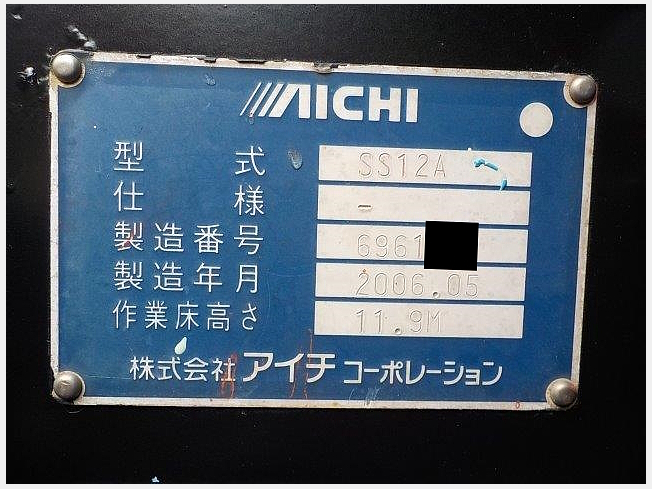 AICHI
型式 SS12A
仕様 -
製造番号 6961
製造年月 2006.05
作業床高さ 11.9M
株式会社アイチコーポレーション